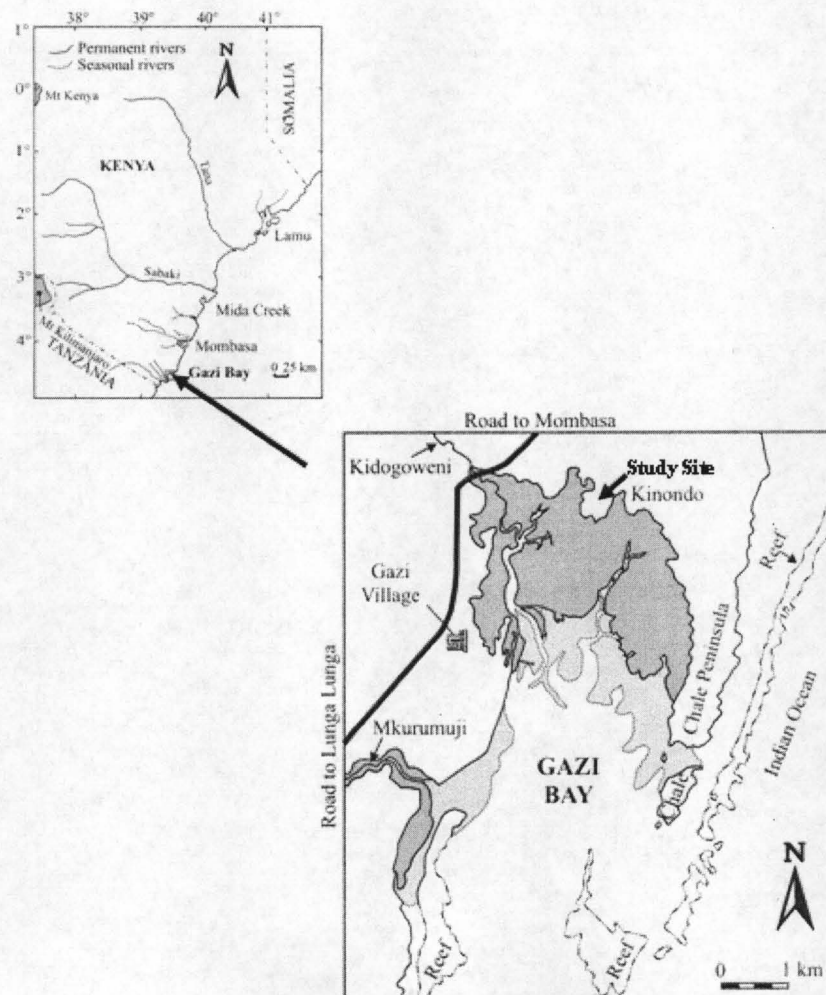 38°
39°
40°
41°
1°
0°
1°
2°
3°
4°
Permanent rivers
Seasonal rivers
N
Mt Kenya
SOMALIA
KENYA
Tana
Lamu
Sabaki
Mida Creek
Mt Kilimanjaro
TANZANIA
Mombasa
Gazi Bay
0 25 km
Road to Mombasa
Kidogoweni
Study Site
Kinondo
Reef
Gazi
Village
Chale Peninsula
Indian Ocean
Road to Lunga Lunga
Mkurumuji
GAZI
BAY
Chale
N
Reef
Reef
0 1 km